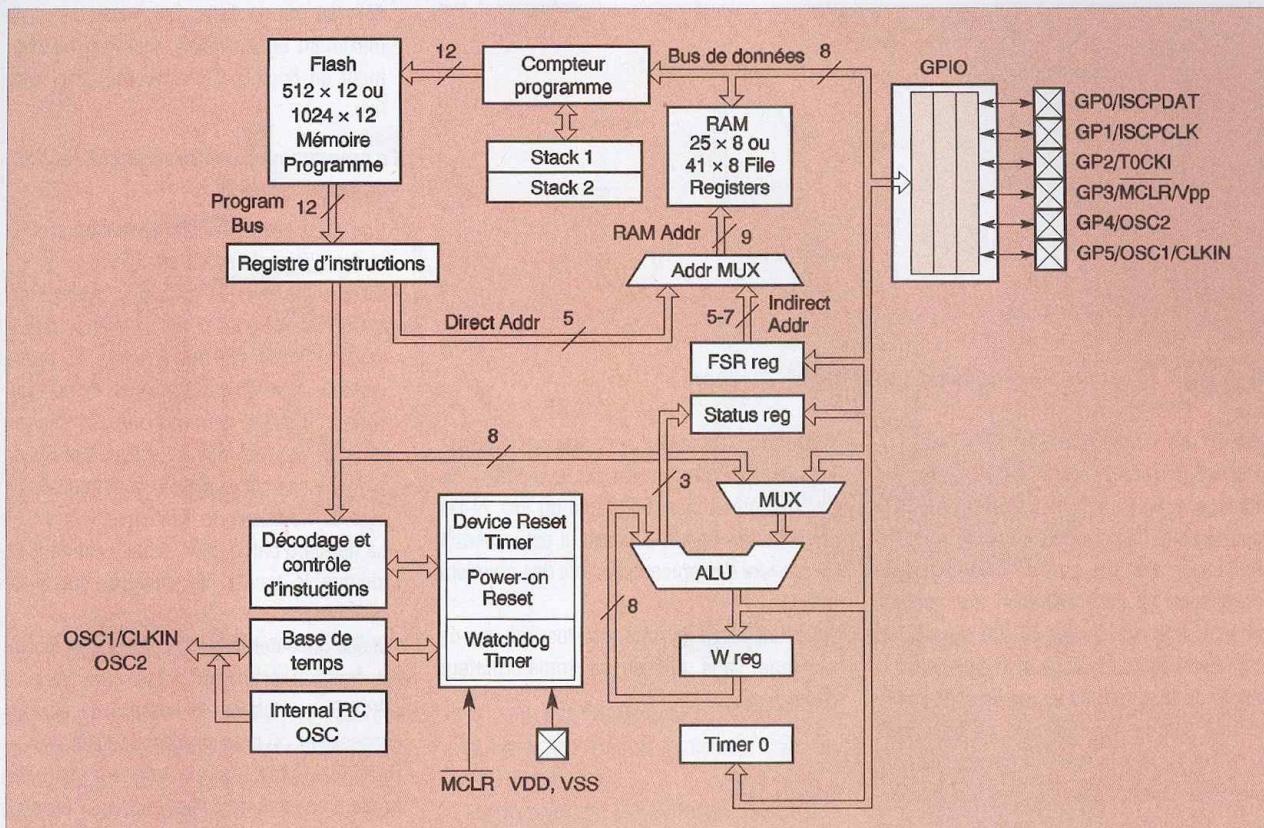 Flash
512 × 12 ou
1024 × 12
Mémoire
Programme
12
Compteur
programme
Bus de données
8
Stack 1
Stack 2
RAM
25 × 8 ou
41 × 8 File
Registers
GPIO
GP0/ISCPDAT
GP1/ISCPCLK
GP2/T0CKI
GP3/MCLR/Vpp
GP4/OSC2
GP5/OSC1/CLKIN
Program
Bus
12
RAM Addr
9
Registre d'instructions
Addr MUX
Direct Addr
5
5-7
Indirect
Addr
FSR reg
Status reg
8
3
MUX
Décodage et
contrôle
d'instuctions
Device Reset
Timer
Power-on
Reset
Watchdog
Timer
ALU
8
OSC1/CLKIN
OSC2
Base de
temps
W reg
Internal RC
OSC
Timer 0
MCLR
VDD, VSS